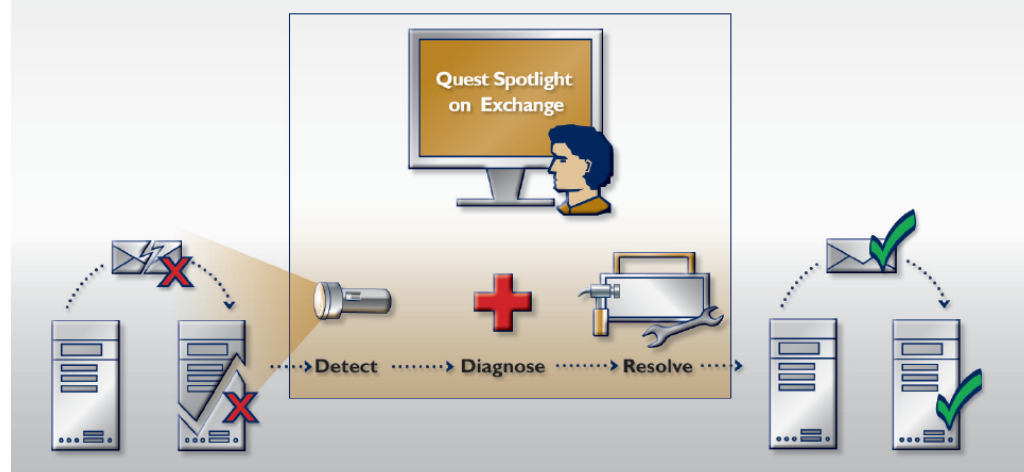 Quest Spotlight
on Exchange
Detect
Diagnose
Resolve